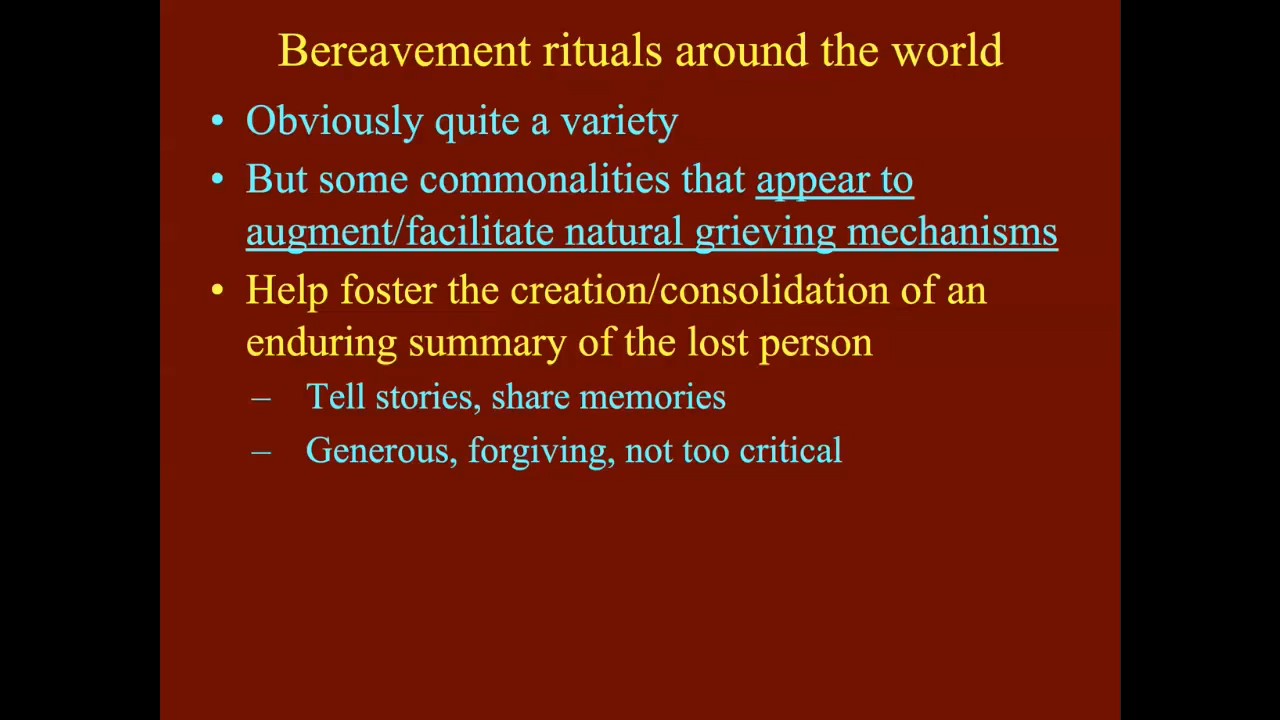 Bereavement rituals around the world
• Obviously quite a variety
• But some commonalities that appear to
augment/facilitate natural grieving mechanisms
• Help foster the creation/consolidation of an
enduring summary of the lost person
– Tell stories, share memories
– Generous, forgiving, not too critical